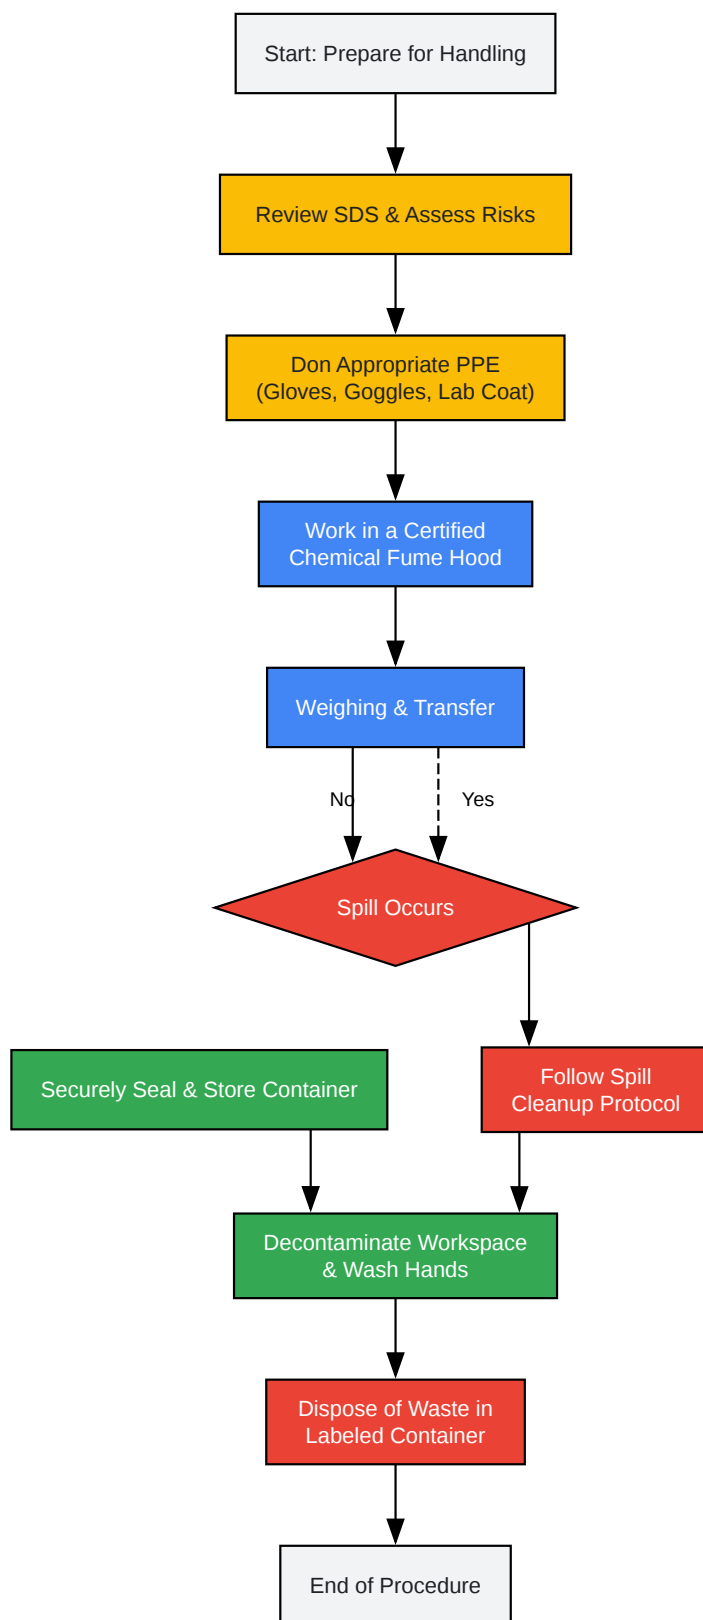 Start: Prepare for Handling
Review SDS & Assess Risks
Don Appropriate PPE
(Gloves, Goggles, Lab Coat)
Work in a Certified
Chemical Fume Hood
Weighing & Transfer
No
Yes
Spill Occurs
Securely Seal & Store Container
Follow Spill
Cleanup Protocol
Decontaminate Workspace
& Wash Hands
Dispose of Waste in
Labeled Container
End of Procedure